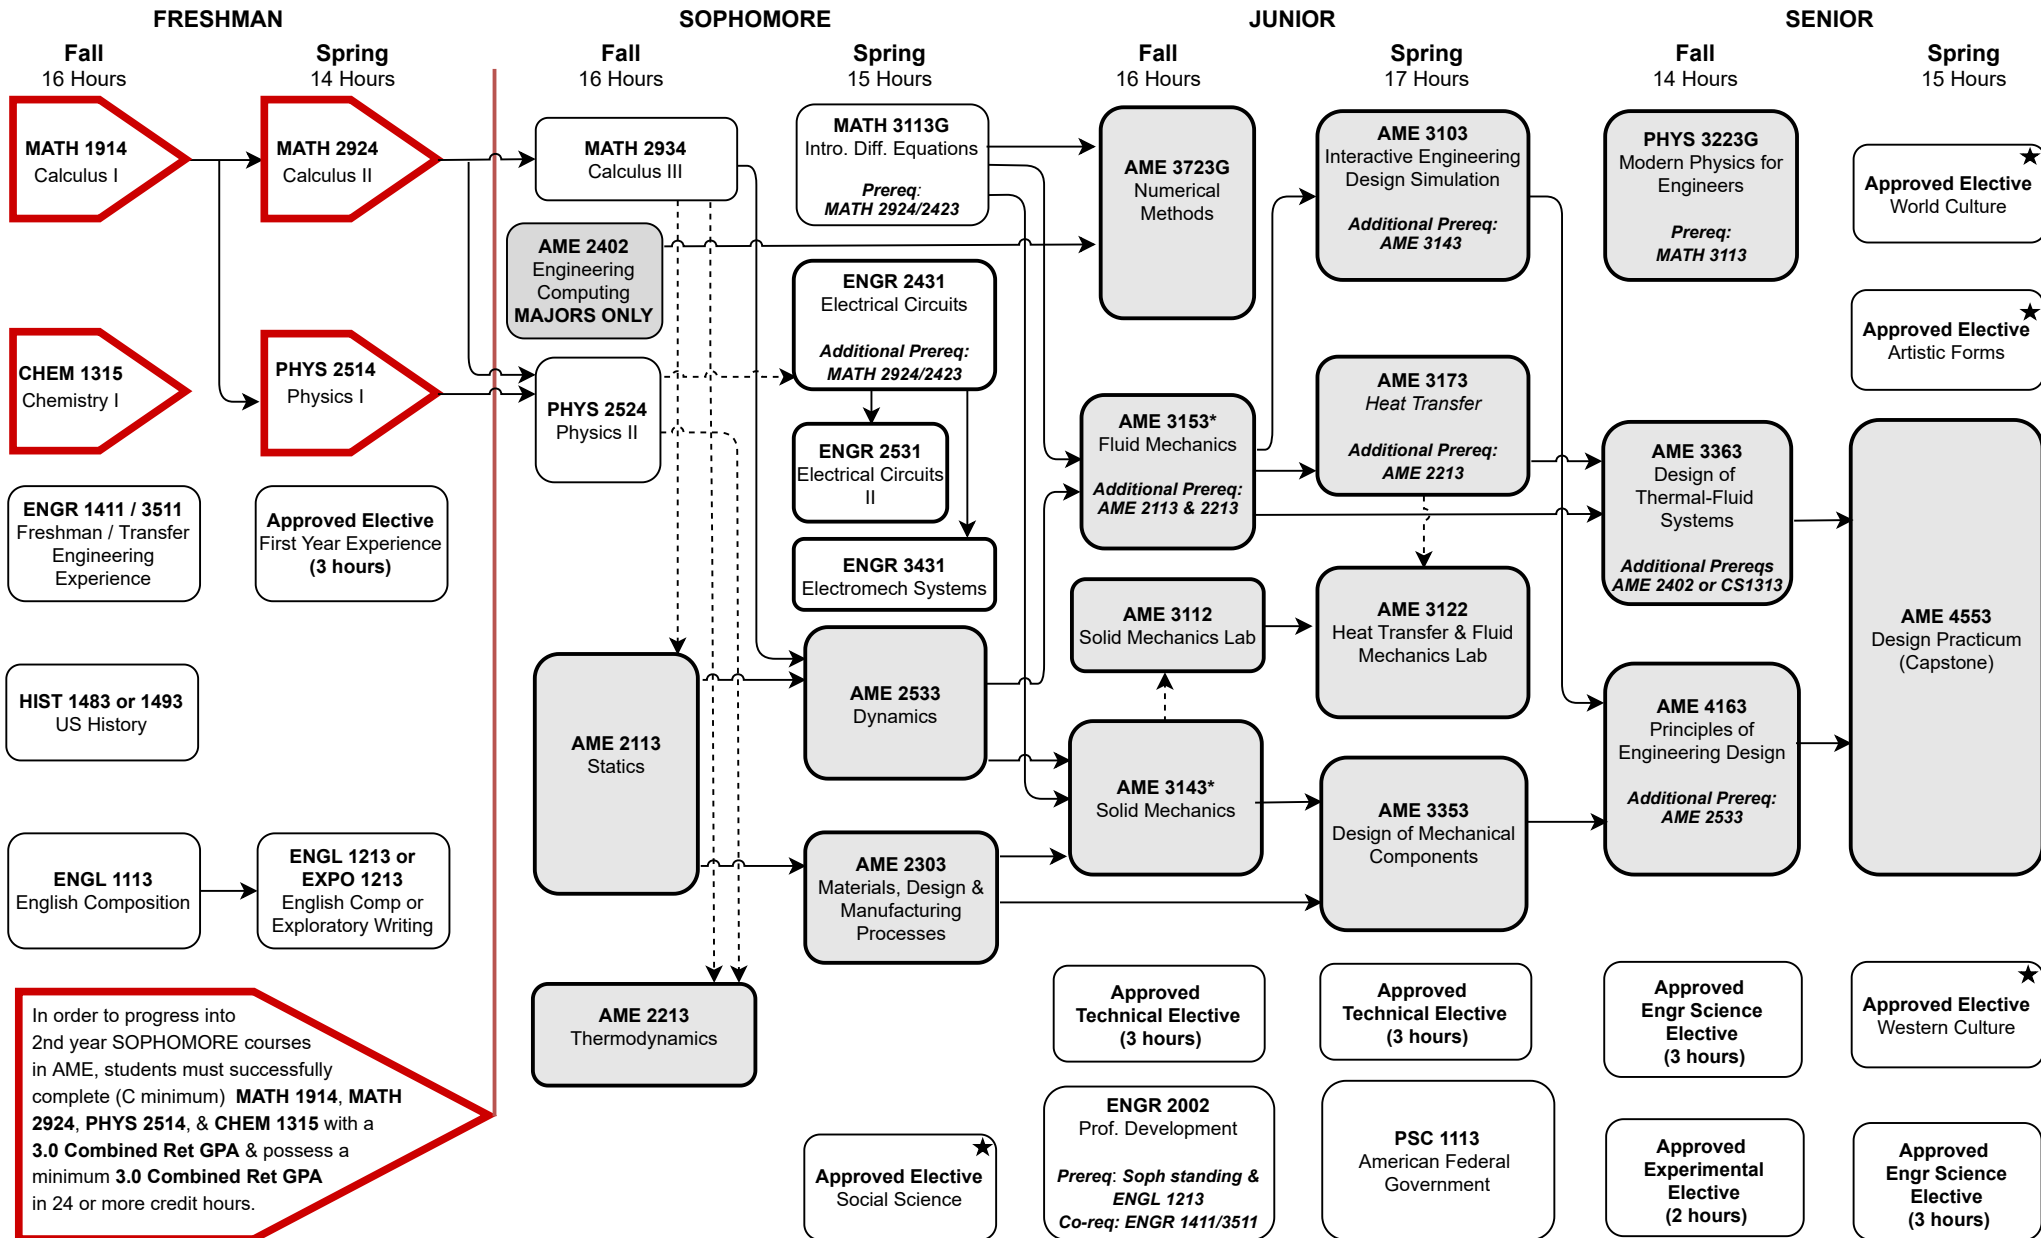 FRESHMAN
SOPHOMORE
JUNIOR
SENIOR
Fall
16 Hours
Spring
14 Hours
Fall
16 Hours
Spring
15 Hours
Fall
16 Hours
Spring
17 Hours
Fall
14 Hours
Spring
15 Hours
MATH 1914
Calculus I
CHEM 1315
Chemistry I
ENGR 1411 / 3511
Freshman / Transfer
Engineering
Experience
HIST 1483 or 1493
US History
ENGL 1113
English Composition
MATH 2924
Calculus II
PHYS 2514
Physics I
Approved Elective
First Year Experience
(3 hours)
ENGL 1213 or
EXPO 1213
English Comp or
Exploratory Writing
In order to progress into
2nd year SOPHOMORE courses
in AME, students must successfully
complete (C minimum) MATH 1914, MATH
2924, PHYS 2514, & CHEM 1315 with a
3.0 Combined Ret GPA & possess a
minimum 3.0 Combined Ret GPA
in 24 or more credit hours.
MATH 2934
Calculus III
AME 2402
Engineering
Computing
MAJORS ONLY
PHYS 2524
Physics II
AME 2113
Statics
AME 2213
Thermodynamics
MATH 3113G
Intro. Diff. Equations
Prereq:
MATH 2924/2423
ENGR 2431
Electrical Circuits
Additional Prereq:
MATH 2924/2423
ENGR 2531
Electrical Circuits
II
ENGR 3431
Electromech Systems
AME 2533
Dynamics
AME 2303
Materials, Design &
Manufacturing
Processes
Approved Elective
Social Science
AME 3723G
Numerical
Methods
AME 3153*
Fluid Mechanics
Additional Prereq:
AME 2113 & 2213
AME 3112
Solid Mechanics Lab
AME 3143*
Solid Mechanics
Approved
Technical Elective
(3 hours)
ENGR 2002
Prof. Development
Prereq: Soph standing &
ENGL 1213
Co-req: ENGR 1411/3511
AME 3103
Interactive Engineering
Design Simulation
Additional Prereq:
AME 3143
AME 3173
Heat Transfer
Additional Prereq:
AME 2213
AME 3122
Heat Transfer & Fluid
Mechanics Lab
AME 3353
Design of Mechanical
Components
Approved
Technical Elective
(3 hours)
PSC 1113
American Federal
Government
PHYS 3223G
Modern Physics for
Engineers
Prereq:
MATH 3113
AME 3363
Design of
Thermal-Fluid
Systems
Additional Prereqs
AME 2402 or CS1313
AME 4163
Principles of
Engineering Design
Additional Prereq:
AME 2533
Approved
Engr Science
Elective
(3 hours)
Approved
Experimental
Elective
(2 hours)
Approved Elective
World Culture
Approved Elective
Artistic Forms
AME 4553
Design Practicum
(Capstone)
Approved Elective
Western Culture
Approved
Engr Science
Elective
(3 hours)